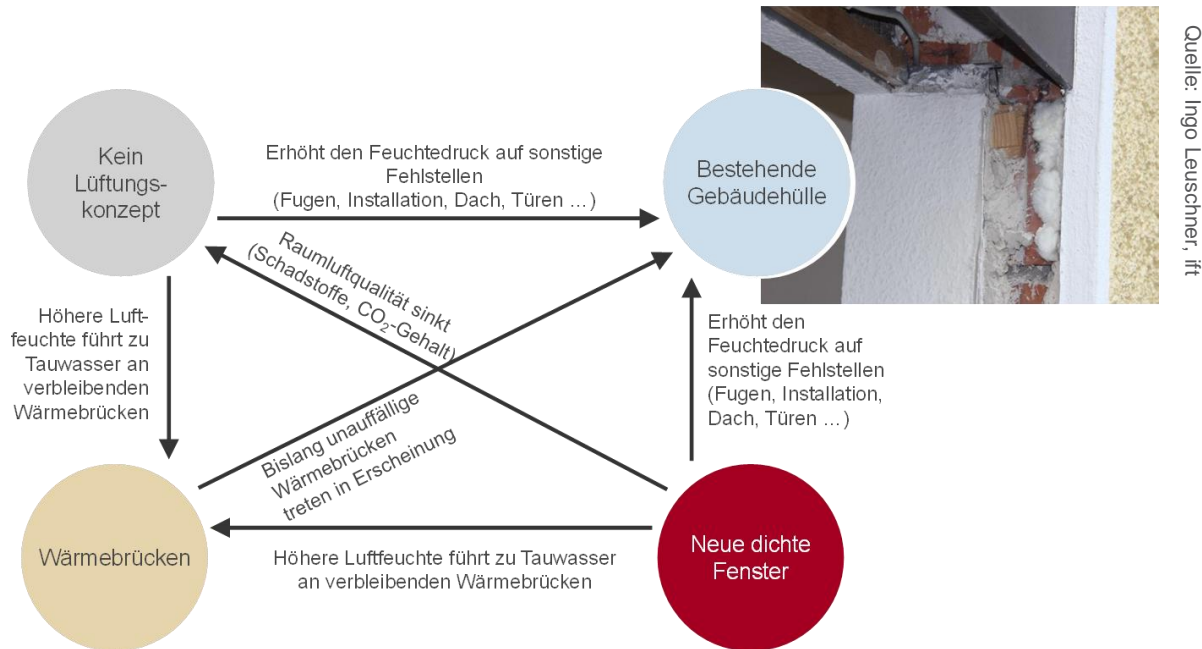 Quelle: Ingo Leuschner, ift
Kein
Lüftungs-
konzept
Erhöht den Feuchtedruck auf sonstige
Fehlstellen
(Fugen, Installation, Dach, Türen ...)
Bestehende
Gebäudehülle
Raumluftqualität sinkt
(Schadstoffe, CO₂-Gehalt)
Höhere Luft-
feuchte führt zu
Tauwasser an
verbleibenden
Wärmebrücken
Erhöht den
Feuchtedruck auf
sonstige Fehlstellen
(Fugen, Installation,
Dach, Türen ...)
Bislang unauffällige
Wärmebrücken
treten in Erscheinung
Wärmebrücken
Höhere Luftfeuchte führt zu Tauwasser
an verbleibenden Wärmebrücken
Neue dichte
Fenster